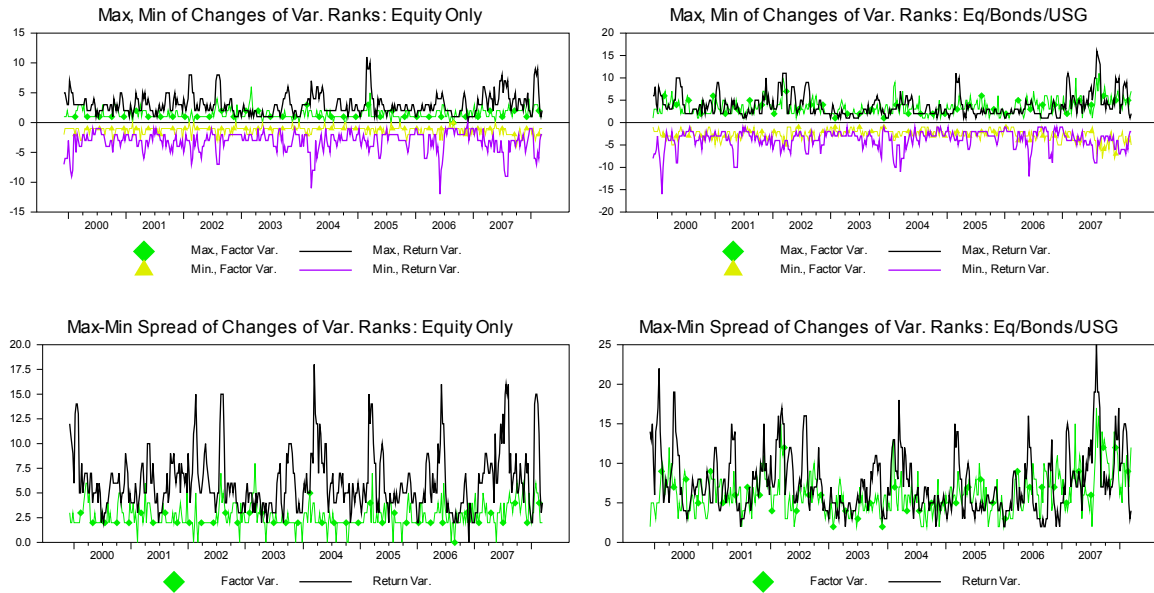 Max, Min of Changes of Var. Ranks: Equity Only
15
10
5
0
-5
-10
-15
2000 2001 2002 2003 2004 2005 2006 2007
Max., Factor Var. Max., Return Var.
Min., Factor Var. Min., Return Var.
Max, Min of Changes of Var. Ranks: Eq/Bonds/USG
20
15
10
5
0
-5
-10
-15
-20
2000 2001 2002 2003 2004 2005 2006 2007
Max., Factor Var. Max., Return Var.
Min., Factor Var. Min., Return Var.
Max-Min Spread of Changes of Var. Ranks: Equity Only
20.0
17.5
15.0
12.5
10.0
7.5
5.0
2.5
0.0
2000 2001 2002 2003 2004 2005 2006 2007
Factor Var. Return Var.
Max-Min Spread of Changes of Var. Ranks: Eq/Bonds/USG
25
20
15
10
5
0
2000 2001 2002 2003 2004 2005 2006 2007
Factor Var. Return Var.